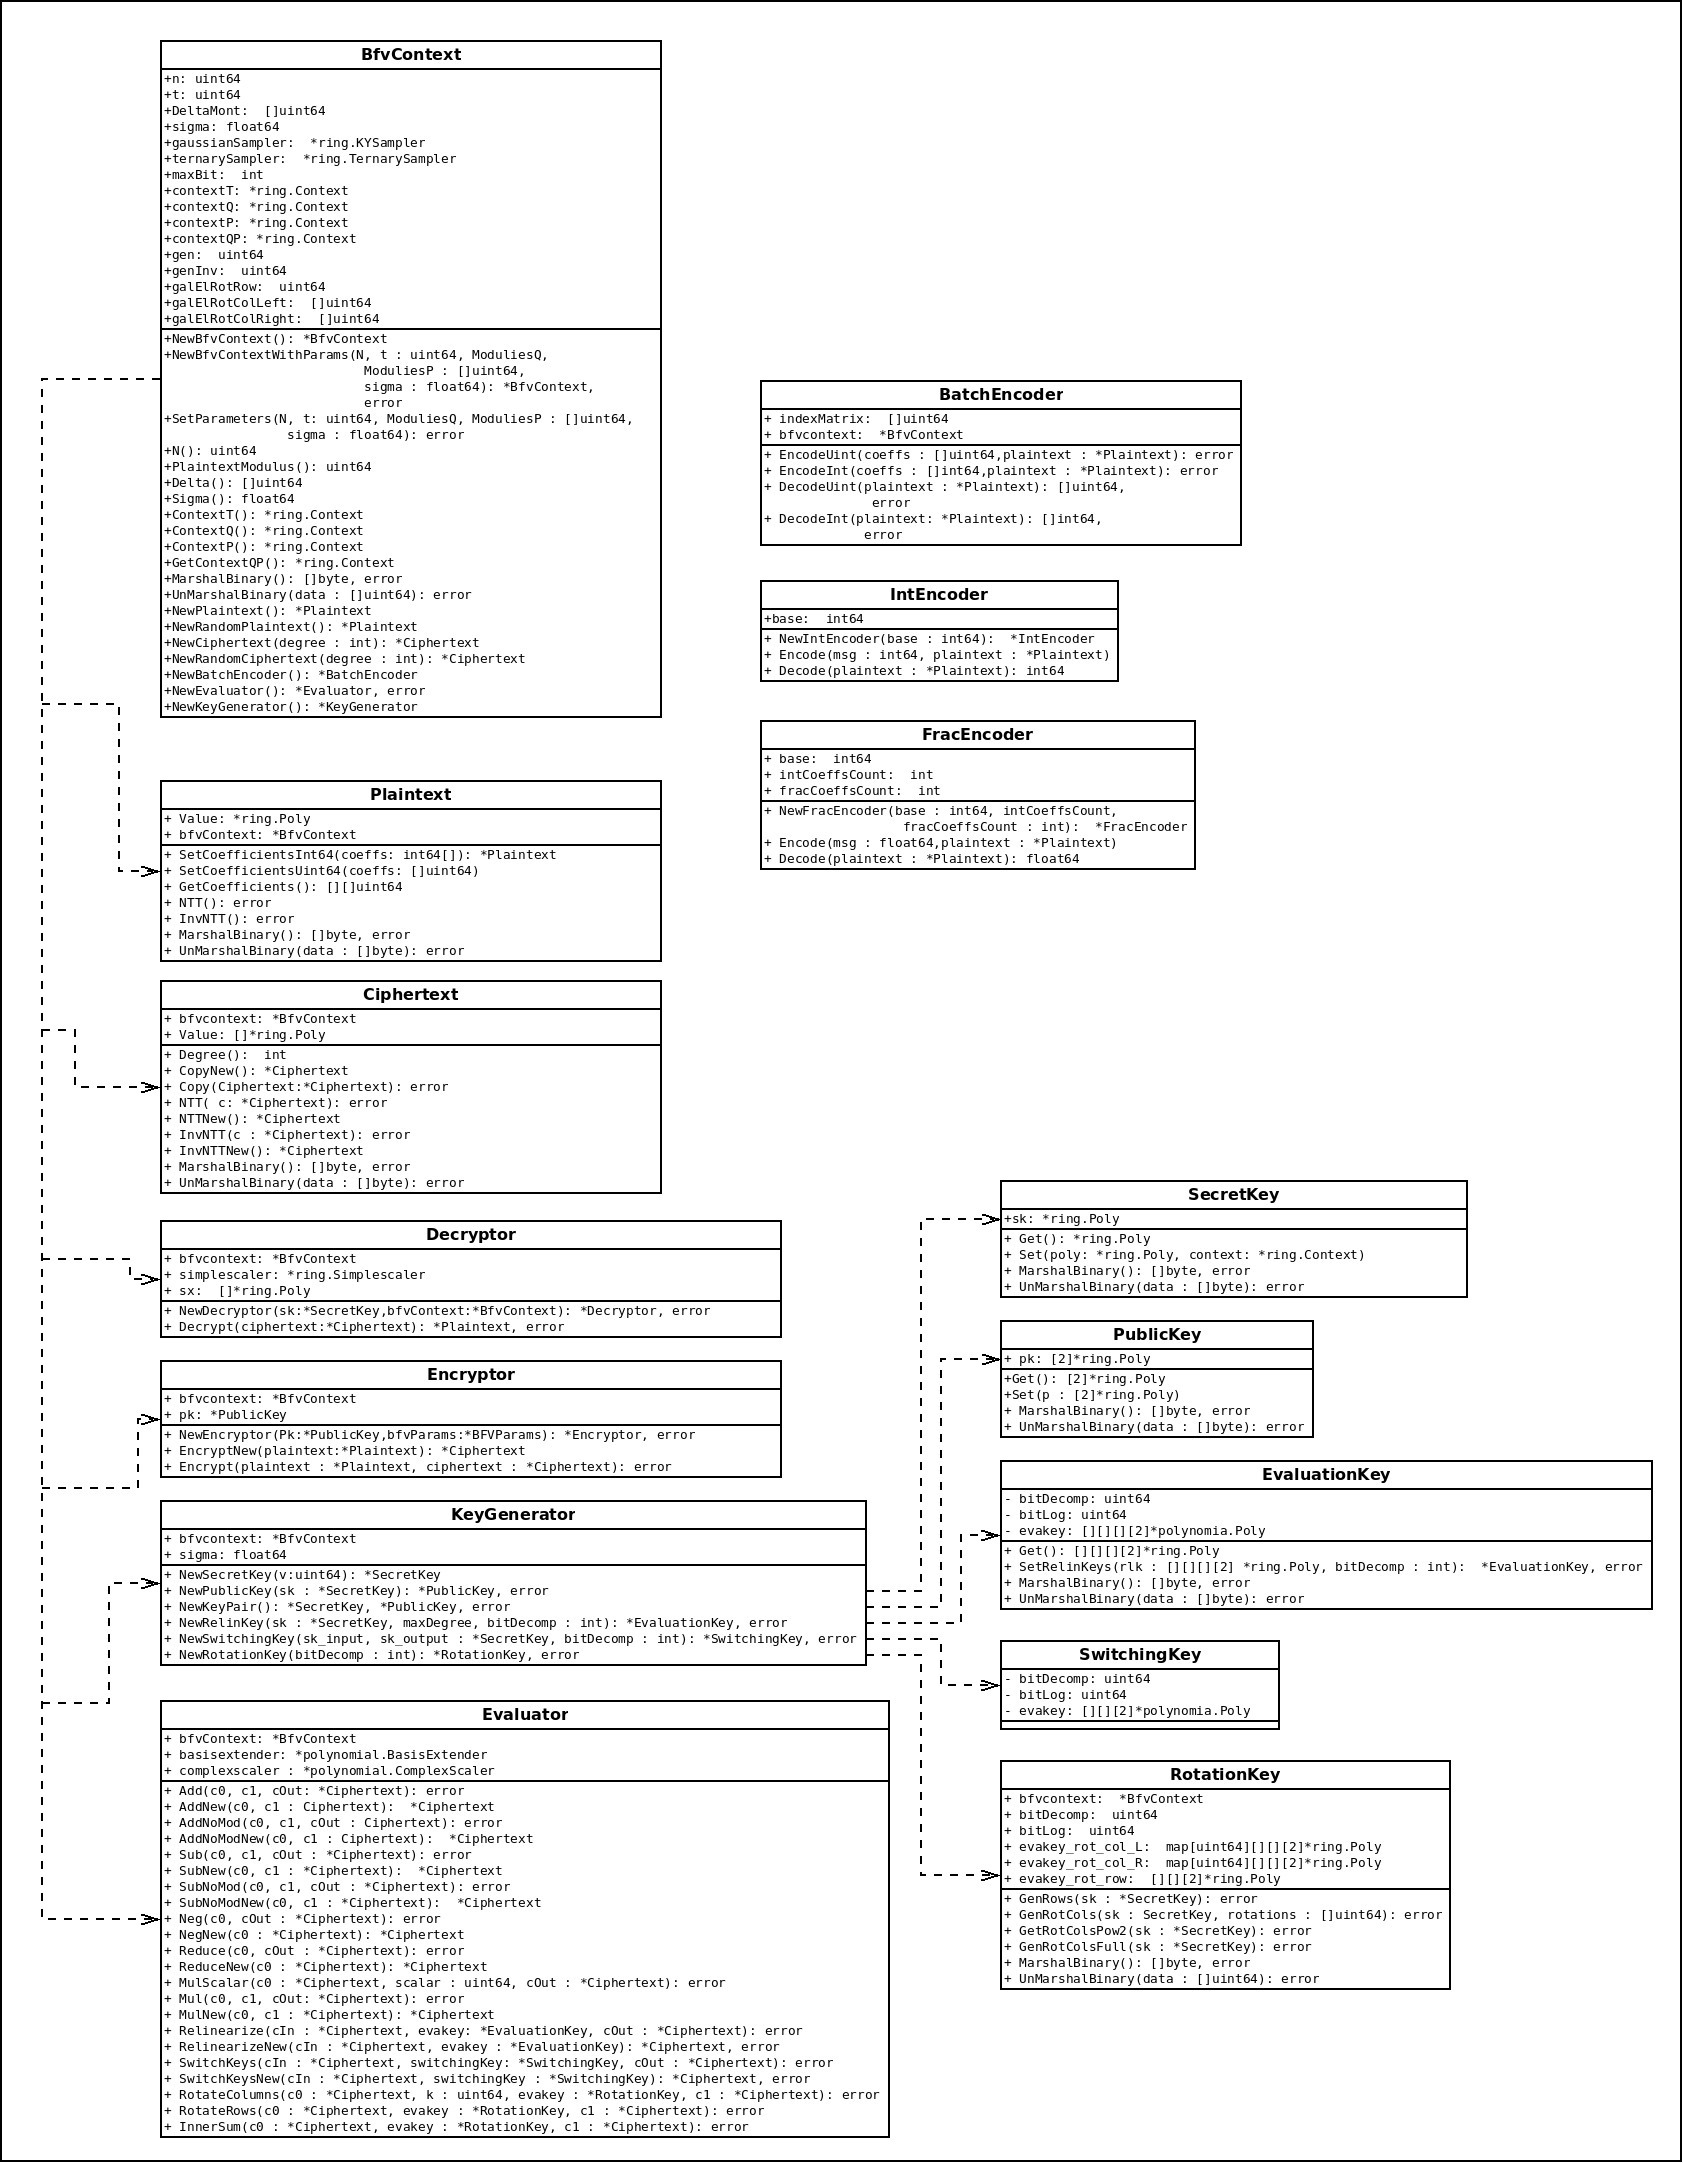 BfvContext
+n: uint64
+t: uint64
+DeltaMont:  []uint64
+sigma: float64
+gaussianSampler:  *ring.KYSampler
+ternarySampler:  *ring.TernarySampler
+maxBit:  int
+contextT: *ring.Context
+contextQ: *ring.Context
+contextP: *ring.Context
+contextQP: *ring.Context
+gen:  uint64
+genInv:  uint64
+galElRotRow:  uint64
+galElRotColLeft:  []uint64
+galElRotColRight:  []uint64
+NewBfvContext(): *BfvContext
+NewBfvContextWithParams(N, t : uint64, ModuliesQ,
ModuliesP : []uint64,
sigma : float64): *BfvContext,
error
+SetParameters(N, t: uint64, ModuliesQ, ModuliesP : []uint64,
sigma : float64): error
+N(): uint64
+PlaintextModulus(): uint64
+Delta(): []uint64
+Sigma(): float64
+ContextT(): *ring.Context
+ContextQ(): *ring.Context
+ContextP(): *ring.Context
+GetContextQP(): *ring.Context
+MarshalBinary(): []byte, error
+UnMarshalBinary(data : []uint64): error
+NewPlaintext(): *Plaintext
+NewRandomPlaintext(): *Plaintext
+NewCiphertext(degree : int): *Ciphertext
+NewRandomCiphertext(degree : int): *Ciphertext
+NewBatchEncoder(): *BatchEncoder
+NewEvaluator(): *Evaluator, error
+NewKeyGenerator(): *KeyGenerator
BatchEncoder
+ indexMatrix:  []uint64
+ bfvcontext:  *BfvContext
+ EncodeUint(coeffs : []uint64,plaintext : *Plaintext): error
+ EncodeInt(coeffs : []int64,plaintext : *Plaintext): error
+ DecodeUint(plaintext : *Plaintext): []uint64,
error
+ DecodeInt(plaintext: *Plaintext): []int64,
error
IntEncoder
+base:  int64
+ NewIntEncoder(base : int64):  *IntEncoder
+ Encode(msg : int64, plaintext : *Plaintext)
+ Decode(plaintext : *Plaintext): int64
FracEncoder
+ base:  int64
+ intCoeffsCount:  int
+ fracCoeffsCount:  int
+ NewFracEncoder(base : int64, intCoeffsCount,
fracCoeffsCount : int):  *FracEncoder
+ Encode(msg : float64,plaintext : *Plaintext)
+ Decode(plaintext : *Plaintext): float64
Plaintext
+ Value: *ring.Poly
+ bfvContext: *BfvContext
+ SetCoefficientsInt64(coeffs: int64[]): *Plaintext
+ SetCoefficientsUint64(coeffs: []uint64)
+ GetCoefficients(): [][]uint64
+ NTT(): error
+ InvNTT(): error
+ MarshalBinary(): []byte, error
+ UnMarshalBinary(data : []byte): error
Ciphertext
+ bfvcontext: *BfvContext
+ Value: []*ring.Poly
+ Degree():  int
+ CopyNew(): *Ciphertext
+ Copy(Ciphertext:*Ciphertext): error
+ NTT( c: *Ciphertext): error
+ NTTNew(): *Ciphertext
+ InvNTT(c : *Ciphertext): error
+ InvNTTNew(): *Ciphertext
+ MarshalBinary(): []byte, error
+ UnMarshalBinary(data : []byte): error
Decryptor
+ bfvcontext: *BfvContext
+ simplescaler: *ring.Simplescaler
+ sx:  []*ring.Poly
+ NewDecryptor(sk:*SecretKey,bfvContext:*BfvContext): *Decryptor, error
+ Decrypt(ciphertext:*Ciphertext): *Plaintext, error
Encryptor
+ bfvcontext: *BfvContext
+ pk: *PublicKey
+ NewEncryptor(Pk:*PublicKey,bfvParams:*BFVParams): *Encryptor, error
+ EncryptNew(plaintext:*Plaintext): *Ciphertext
+ Encrypt(plaintext : *Plaintext, ciphertext : *Ciphertext): error
KeyGenerator
+ bfvcontext: *BfvContext
+ sigma: float64
+ NewSecretKey(v:uint64): *SecretKey
+ NewPublicKey(sk : *SecretKey): *PublicKey, error
+ NewKeyPair(): *SecretKey, *PublicKey, error
+ NewRelinKey(sk : *SecretKey, maxDegree, bitDecomp : int): *EvaluationKey, error
+ NewSwitchingKey(sk_input, sk_output : *SecretKey, bitDecomp : int): *SwitchingKey, error
+ NewRotationKey(bitDecomp : int): *RotationKey, error
Evaluator
+ bfvContext: *BfvContext
+ basisextender: *polynomial.BasisExtender
+ complexscaler : *polynomial.ComplexScaler
+ Add(c0, c1, cOut: *Ciphertext): error
+ AddNew(c0, c1 : Ciphertext):  *Ciphertext
+ AddNoMod(c0, c1, cOut : Ciphertext): error
+ AddNoModNew(c0, c1 : Ciphertext):  *Ciphertext
+ Sub(c0, c1, cOut : *Ciphertext): error
+ SubNew(c0, c1 : *Ciphertext):  *Ciphertext
+ SubNoMod(c0, c1, cOut : *Ciphertext): error
+ SubNoModNew(c0, c1 : *Ciphertext):  *Ciphertext
+ Neg(c0, cOut : *Ciphertext): error
+ NegNew(c0 : *Ciphertext): *Ciphertext
+ Reduce(c0, cOut : *Ciphertext): error
+ ReduceNew(c0 : *Ciphertext): *Ciphertext
+ MulScalar(c0 : *Ciphertext, scalar : uint64, cOut : *Ciphertext): error
+ Mul(c0, c1, cOut: *Ciphertext): error
+ MulNew(c0, c1 : *Ciphertext): *Ciphertext
+ Relinearize(cIn : *Ciphertext, evakey: *EvaluationKey, cOut : *Ciphertext): error
+ RelinearizeNew(cIn : *Ciphertext, evakey : *EvaluationKey): *Ciphertext, error
+ SwitchKeys(cIn : *Ciphertext, switchingKey: *SwitchingKey, cOut : *Ciphertext): error
+ SwitchKeysNew(cIn : *Ciphertext, switchingKey : *SwitchingKey): *Ciphertext, error
+ RotateColumns(c0 : *Ciphertext, k : uint64, evakey : *RotationKey, c1 : *Ciphertext): error
+ RotateRows(c0 : *Ciphertext, evakey : *RotationKey, c1 : *Ciphertext): error
+ InnerSum(c0 : *Ciphertext, evakey : *RotationKey, c1 : *Ciphertext): error
SecretKey
+sk: *ring.Poly
+ Get(): *ring.Poly
+ Set(poly: *ring.Poly, context: *ring.Context)
+ MarshalBinary(): []byte, error
+ UnMarshalBinary(data : []byte): error
PublicKey
+ pk: [2]*ring.Poly
+Get(): [2]*ring.Poly
+Set(p : [2]*ring.Poly)
+ MarshalBinary(): []byte, error
+ UnMarshalBinary(data : []byte): error
EvaluationKey
- bitDecomp: uint64
- bitLog: uint64
- evakey: [][][][2]*polynomia.Poly
+ Get(): [][][][2]*ring.Poly
+ SetRelinKeys(rlk : [][][][2] *ring.Poly, bitDecomp : int):  *EvaluationKey, error
+ MarshalBinary(): []byte, error
+ UnMarshalBinary(data : []byte): error
SwitchingKey
- bitDecomp: uint64
- bitLog: uint64
- evakey: [][][2]*polynomia.Poly
RotationKey
+ bfvcontext:  *BfvContext
+ bitDecomp:  uint64
+ bitLog:  uint64
+ evakey_rot_col_L:  map[uint64][][][2]*ring.Poly
+ evakey_rot_col_R:  map[uint64][][][2]*ring.Poly
+ evakey_rot_row:  [][][2]*ring.Poly
+ GenRows(sk : *SecretKey): error
+ GenRotCols(sk : SecretKey, rotations : []uint64): error
+ GetRotColsPow2(sk : *SecretKey): error
+ GenRotColsFull(sk : *SecretKey): error
+ MarshalBinary(): []byte, error
+ UnMarshalBinary(data : []uint64): error